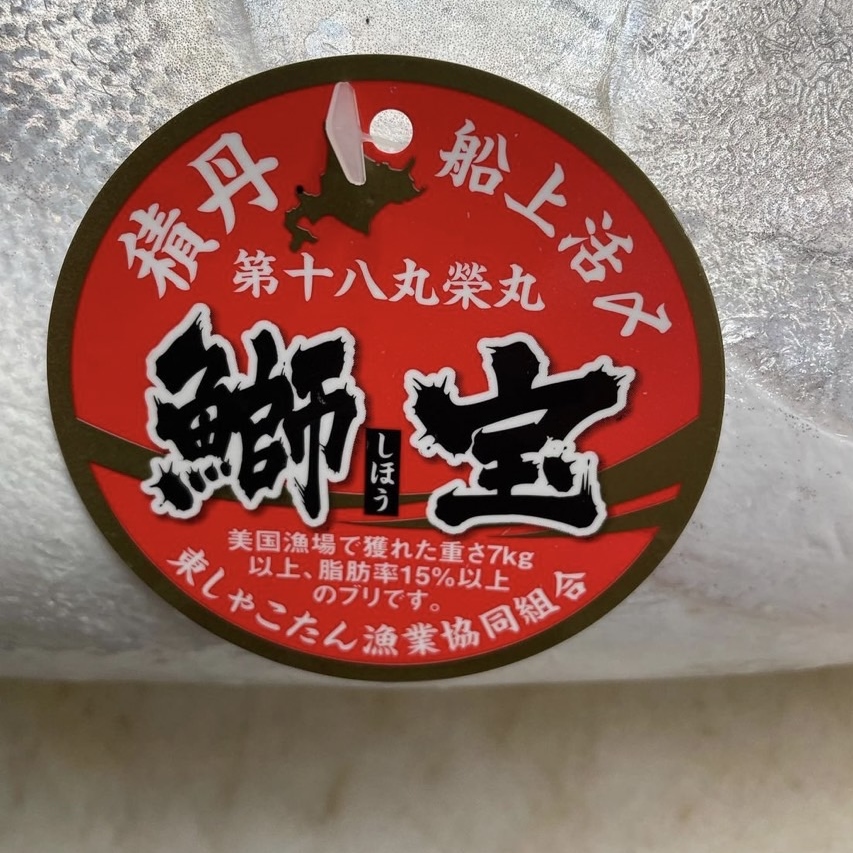 積丹
船上活〆
第十八丸榮丸
鰤宝
しほう
美国漁場で獲れた重さ7kg
以上、脂肪率15%以上
のブリです。
東しゃこたん漁業協同組合